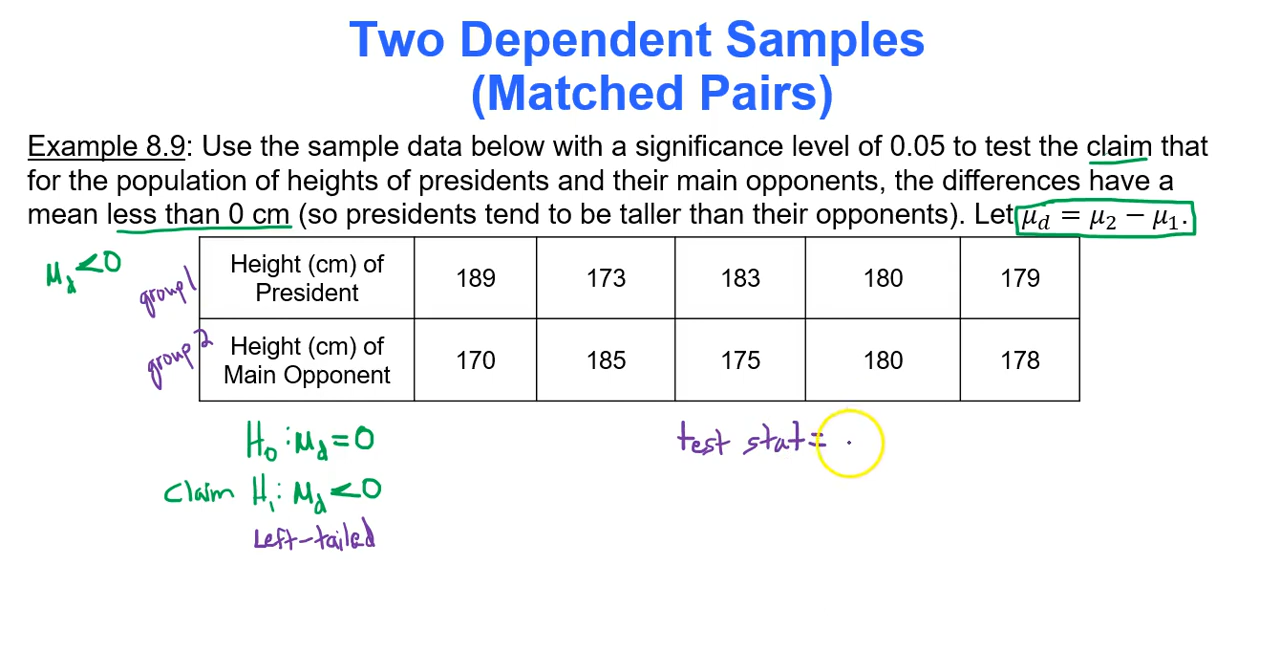 Two Dependent Samples
(Matched Pairs)
Example 8.9: Use the sample data below with a significance level of 0.05 to test the claim that
for the population of heights of presidents and their main opponents, the differences have a
mean less than 0 cm (so presidents tend to be taller than their opponents). Let μd = μ2 − μ1.
μd < 0
group 1 Height (cm) of President 189 173 183 180 179
group 2 Height (cm) of Main Opponent 170 185 175 180 178
H0: μd = 0 test stat =
Claim H1: μd < 0
Left-tailed